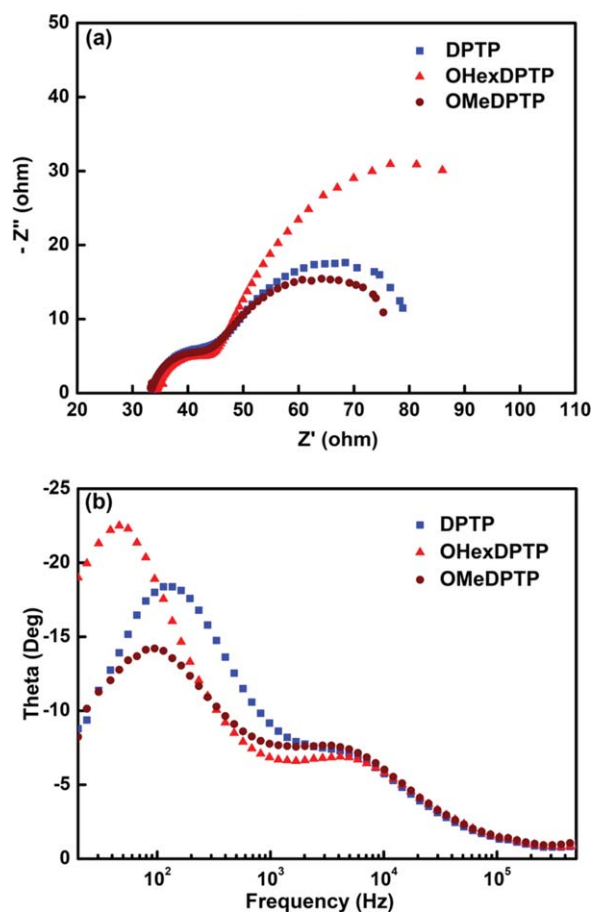 (a)
DPTP
OHexDPTP
OMeDPTP
50
40
30
20
10
0
- Z'' (ohm)
20 30 40 50 60 70 80 90 100 110
Z' (ohm)
(b)
DPTP
OHexDPTP
OMeDPTP
-25
-20
-15
-10
-5
0
Theta (Deg)
10² 10³ 10⁴ 10⁵
Frequency (Hz)